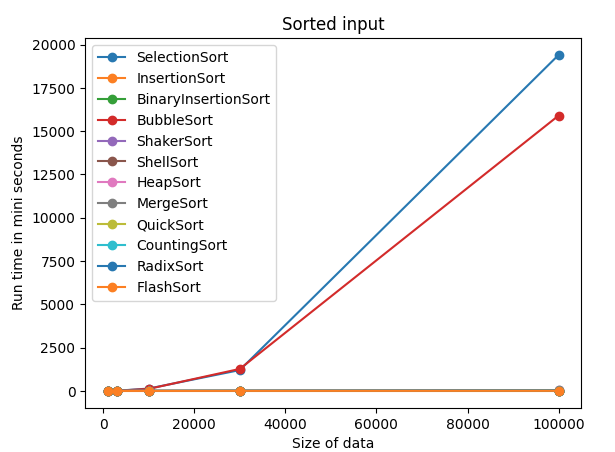 Sorted input
20000
17500
15000
12500
10000
7500
5000
2500
0
Run time in mini seconds
SelectionSort
InsertionSort
BinaryInsertionSort
BubbleSort
ShakerSort
ShellSort
HeapSort
MergeSort
QuickSort
CountingSort
RadixSort
FlashSort
0 20000 40000 60000 80000 100000
Size of data